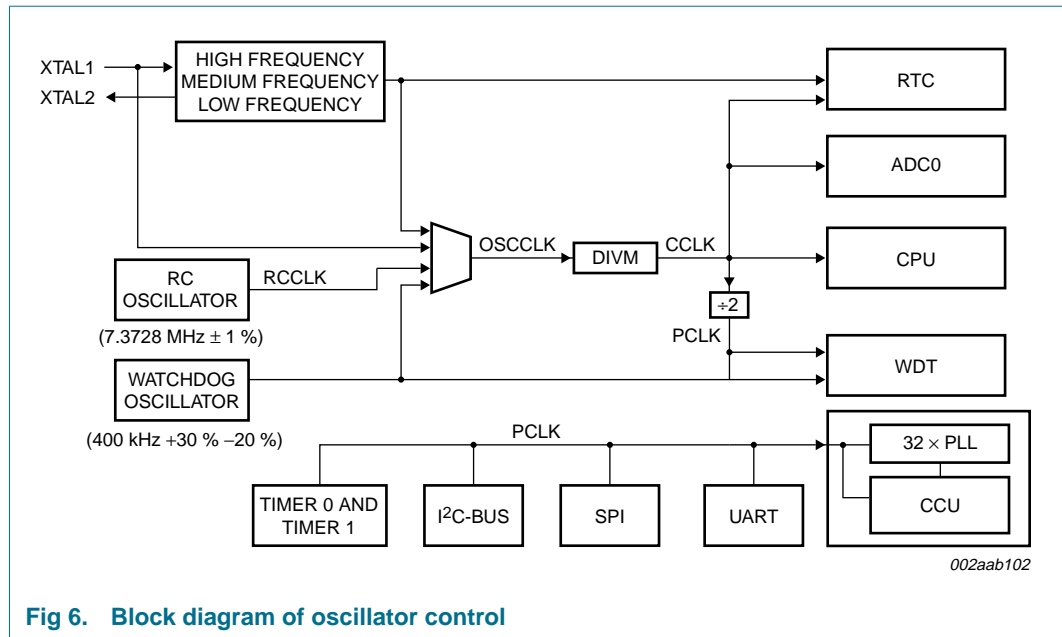 XTAL1
XTAL2
HIGH FREQUENCY
MEDIUM FREQUENCY
LOW FREQUENCY
RTC
ADC0
OSCCLK
DIVM
CCLK
CPU
RC
OSCILLATOR
RCCLK
(7.3728 MHz ± 1 %)
÷2
PCLK
WATCHDOG
OSCILLATOR
WDT
(400 kHz +30 % −20 %)
PCLK
32 × PLL
TIMER 0 AND
TIMER 1
I²C-BUS
SPI
UART
CCU
002aab102
Fig 6. Block diagram of oscillator control